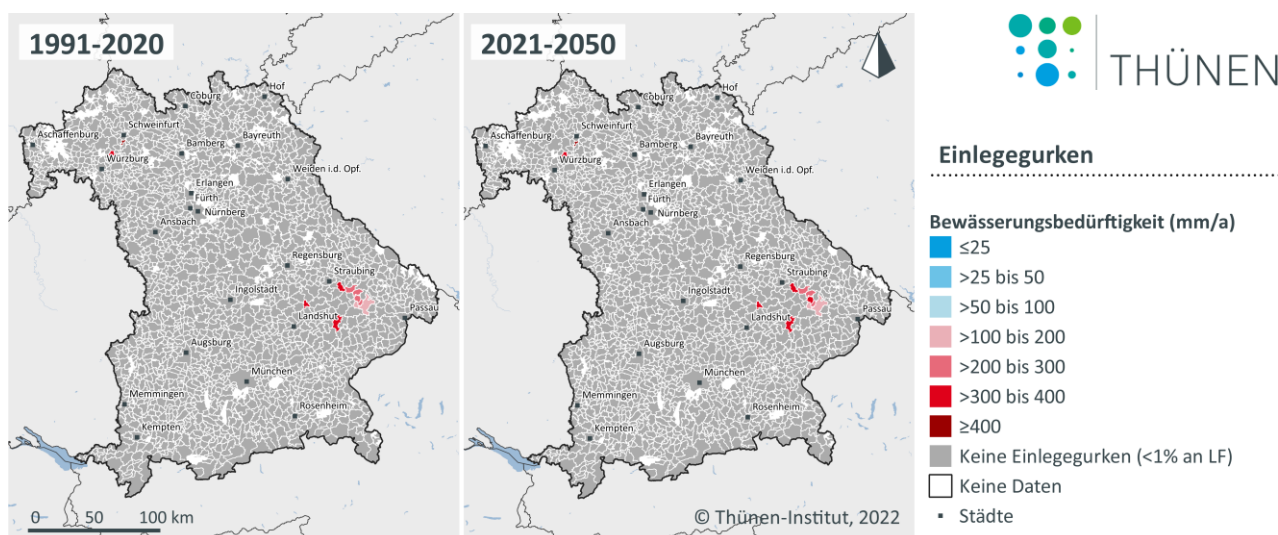 1991-2020
Hof
Coburg
Aschaffenburg
Schweinfurt
Bamberg
Bayreuth
Würzburg
Weiden i.d. Opf.
Erlangen
Fürth
Nürnberg
Ansbach
Regensburg
Straubing
Ingolstadt
Passau
Landshut
Augsburg
München
Memmingen
Rosenheim
Kempten
0 50 100 km
2021-2050
Hof
Coburg
Aschaffenburg
Schweinfurt
Bamberg
Bayreuth
Würzburg
Weiden i.d. Opf.
Erlangen
Fürth
Nürnberg
Ansbach
Regensburg
Straubing
Ingolstadt
Passau
Landshut
Augsburg
München
Memmingen
Rosenheim
Kempten
© Thünen-Institut, 2022
THÜNEN
Einlegegurken
Bewässerungsbedürftigkeit (mm/a)
≤25
>25 bis 50
>50 bis 100
>100 bis 200
>200 bis 300
>300 bis 400
≥400
Keine Einlegegurken (<1% an LF)
Keine Daten
Städte